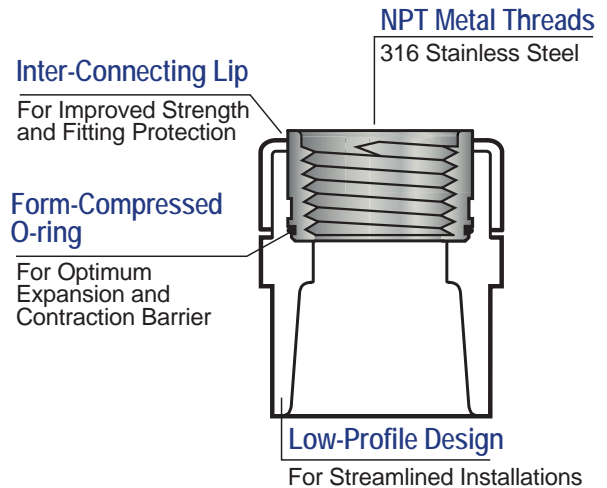 NPT Metal Threads
316 Stainless Steel
Inter-Connecting Lip
For Improved Strength
and Fitting Protection
Form-Compressed
O-ring
For Optimum
Expansion and
Contraction Barrier
Low-Profile Design
For Streamlined Installations